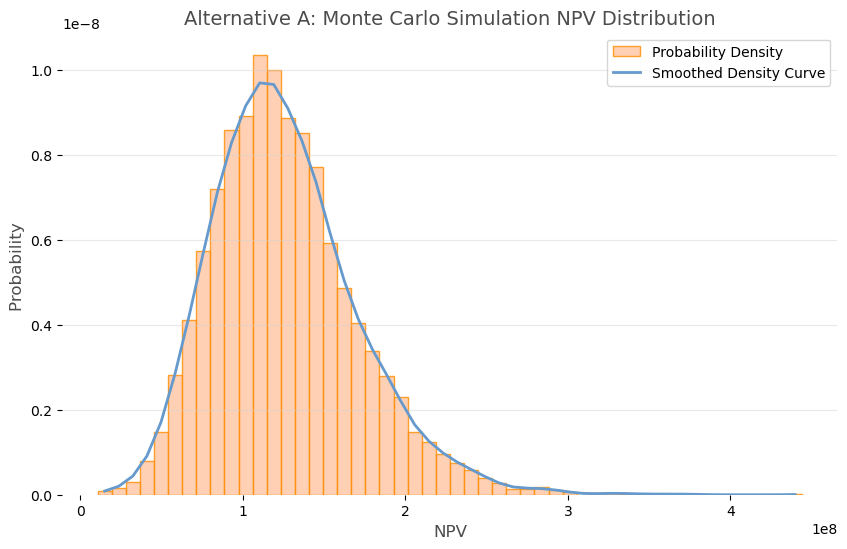 Alternative A: Monte Carlo Simulation NPV Distribution
1e−8
Probability Density
Smoothed Density Curve
1.0
0.8
0.6
0.4
0.2
0.0
Probability
0
1
2
3
4
NPV
1e8